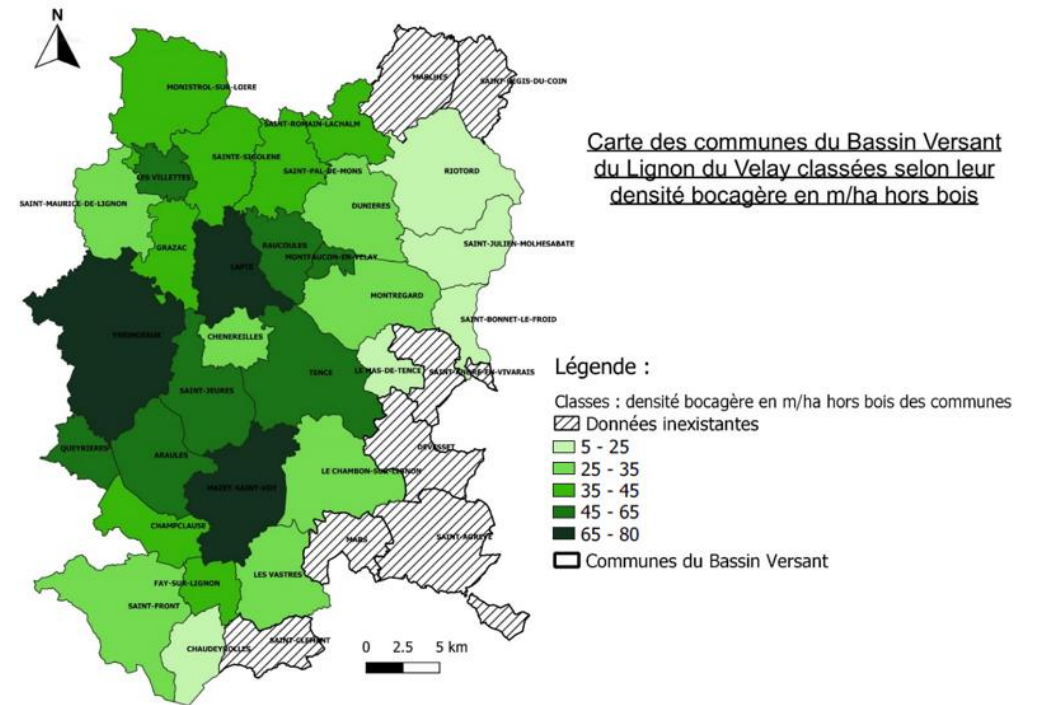 N
MARLHES
SAINT-REGIS-DU-COIN
MONISTROL-SUR-LOIRE
SAINT-ROMAIN-LACHALM
Carte des communes du Bassin Versant
du Lignon du Velay classées selon leur
densité bocagère en m/ha hors bois
SAINTE-SIGOLENE
SAINT-PAL-DE-MONS
RIOTORD
LES VILLETTES
SAINT-MAURICE-DE-LIGNON
DUNIERES
GRAZAC
RAUCOULES
SAINT-JULIEN-MOLHESABATE
MONTFAUCON-EN-VELAY
LAPTE
MONTREGARD
SAINT-BONNET-LE-FROID
YSSINGEAUX
CHENEREILLES
TENCE
LE MAS-DE-TENCE
SAINT-ANDRE-EN-VIVARAIS
SAINT-JEURES
Légende :
Classes : densité bocagère en m/ha hors bois des communes
Données inexistantes
5 - 25
25 - 35
35 - 45
45 - 65
65 - 80
Communes du Bassin Versant
QUEYRIERES
ARAULES
DEVESSET
LE CHAMBON-SUR-LIGNON
MAZET-SAINT-VOY
CHAMPCLAUSE
MARS
SAINT-AGREVE
FAY-SUR-LIGNON
LES VASTRES
SAINT-FRONT
CHAUDEYROLLES
SAINT-CLEMENT
0 2.5 5 km